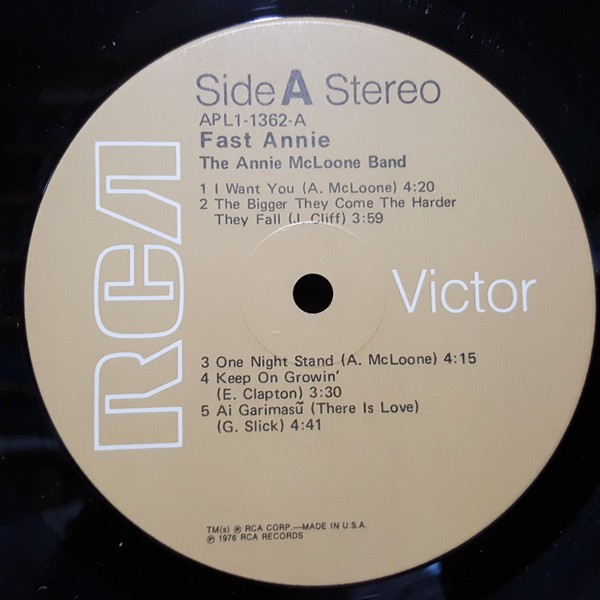 Side A Stereo
APL1-1362-A
Fast Annie
The Annie McLoone Band
1 I Want You (A. McLoone) 4:20
2 The Bigger They Come The Harder
They Fall (J. Cliff) 3:59
RCA
Victor
3 One Night Stand (A. McLoone) 4:15
4 Keep On Growin'
(E. Clapton) 3:30
5 Ai Garimasũ (There Is Love)
(G. Slick) 4:41
TM(s) ® RCA CORP.—MADE IN U.S.A.
℗ 1976 RCA RECORDS